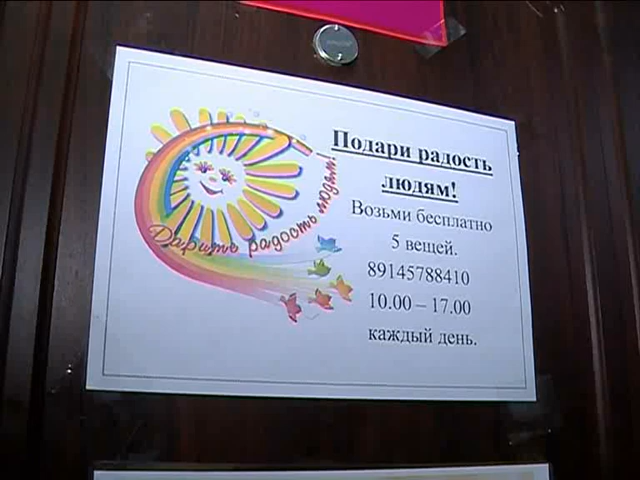 Подари радость
людям!
Возьми бесплатно
5 вещей.
89145788410
10.00 – 17.00
каждый день.
Дарить радость людям!